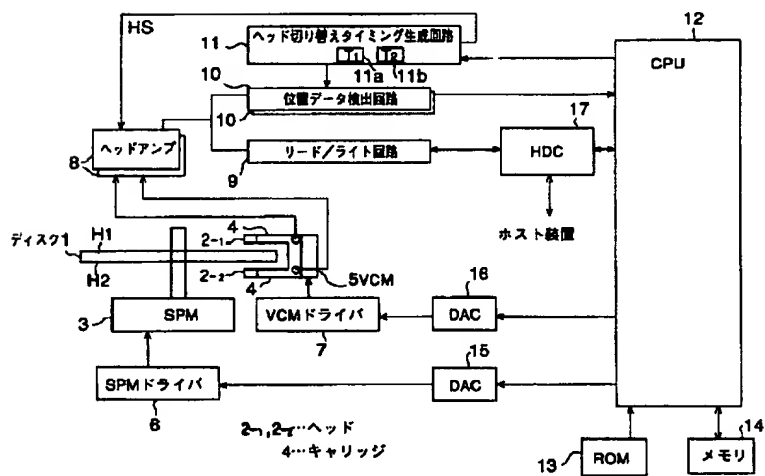 HS
11
ヘッド切り替えタイミング生成回路
T1
T2
11a
11b
12
CPU
10
位置データ検出回路
10
17
ヘッドアンプ
8
リード/ライト回路
9
HDC
ホスト装置
ディスク1
H1
H2
4
2-1
2-2
4
5VCM
3
SPM
VCMドライバ
7
16
DAC
15
DAC
SPMドライバ
6
2-1,2-2…ヘッド
4…キャリッジ
13
ROM
メモリ
14